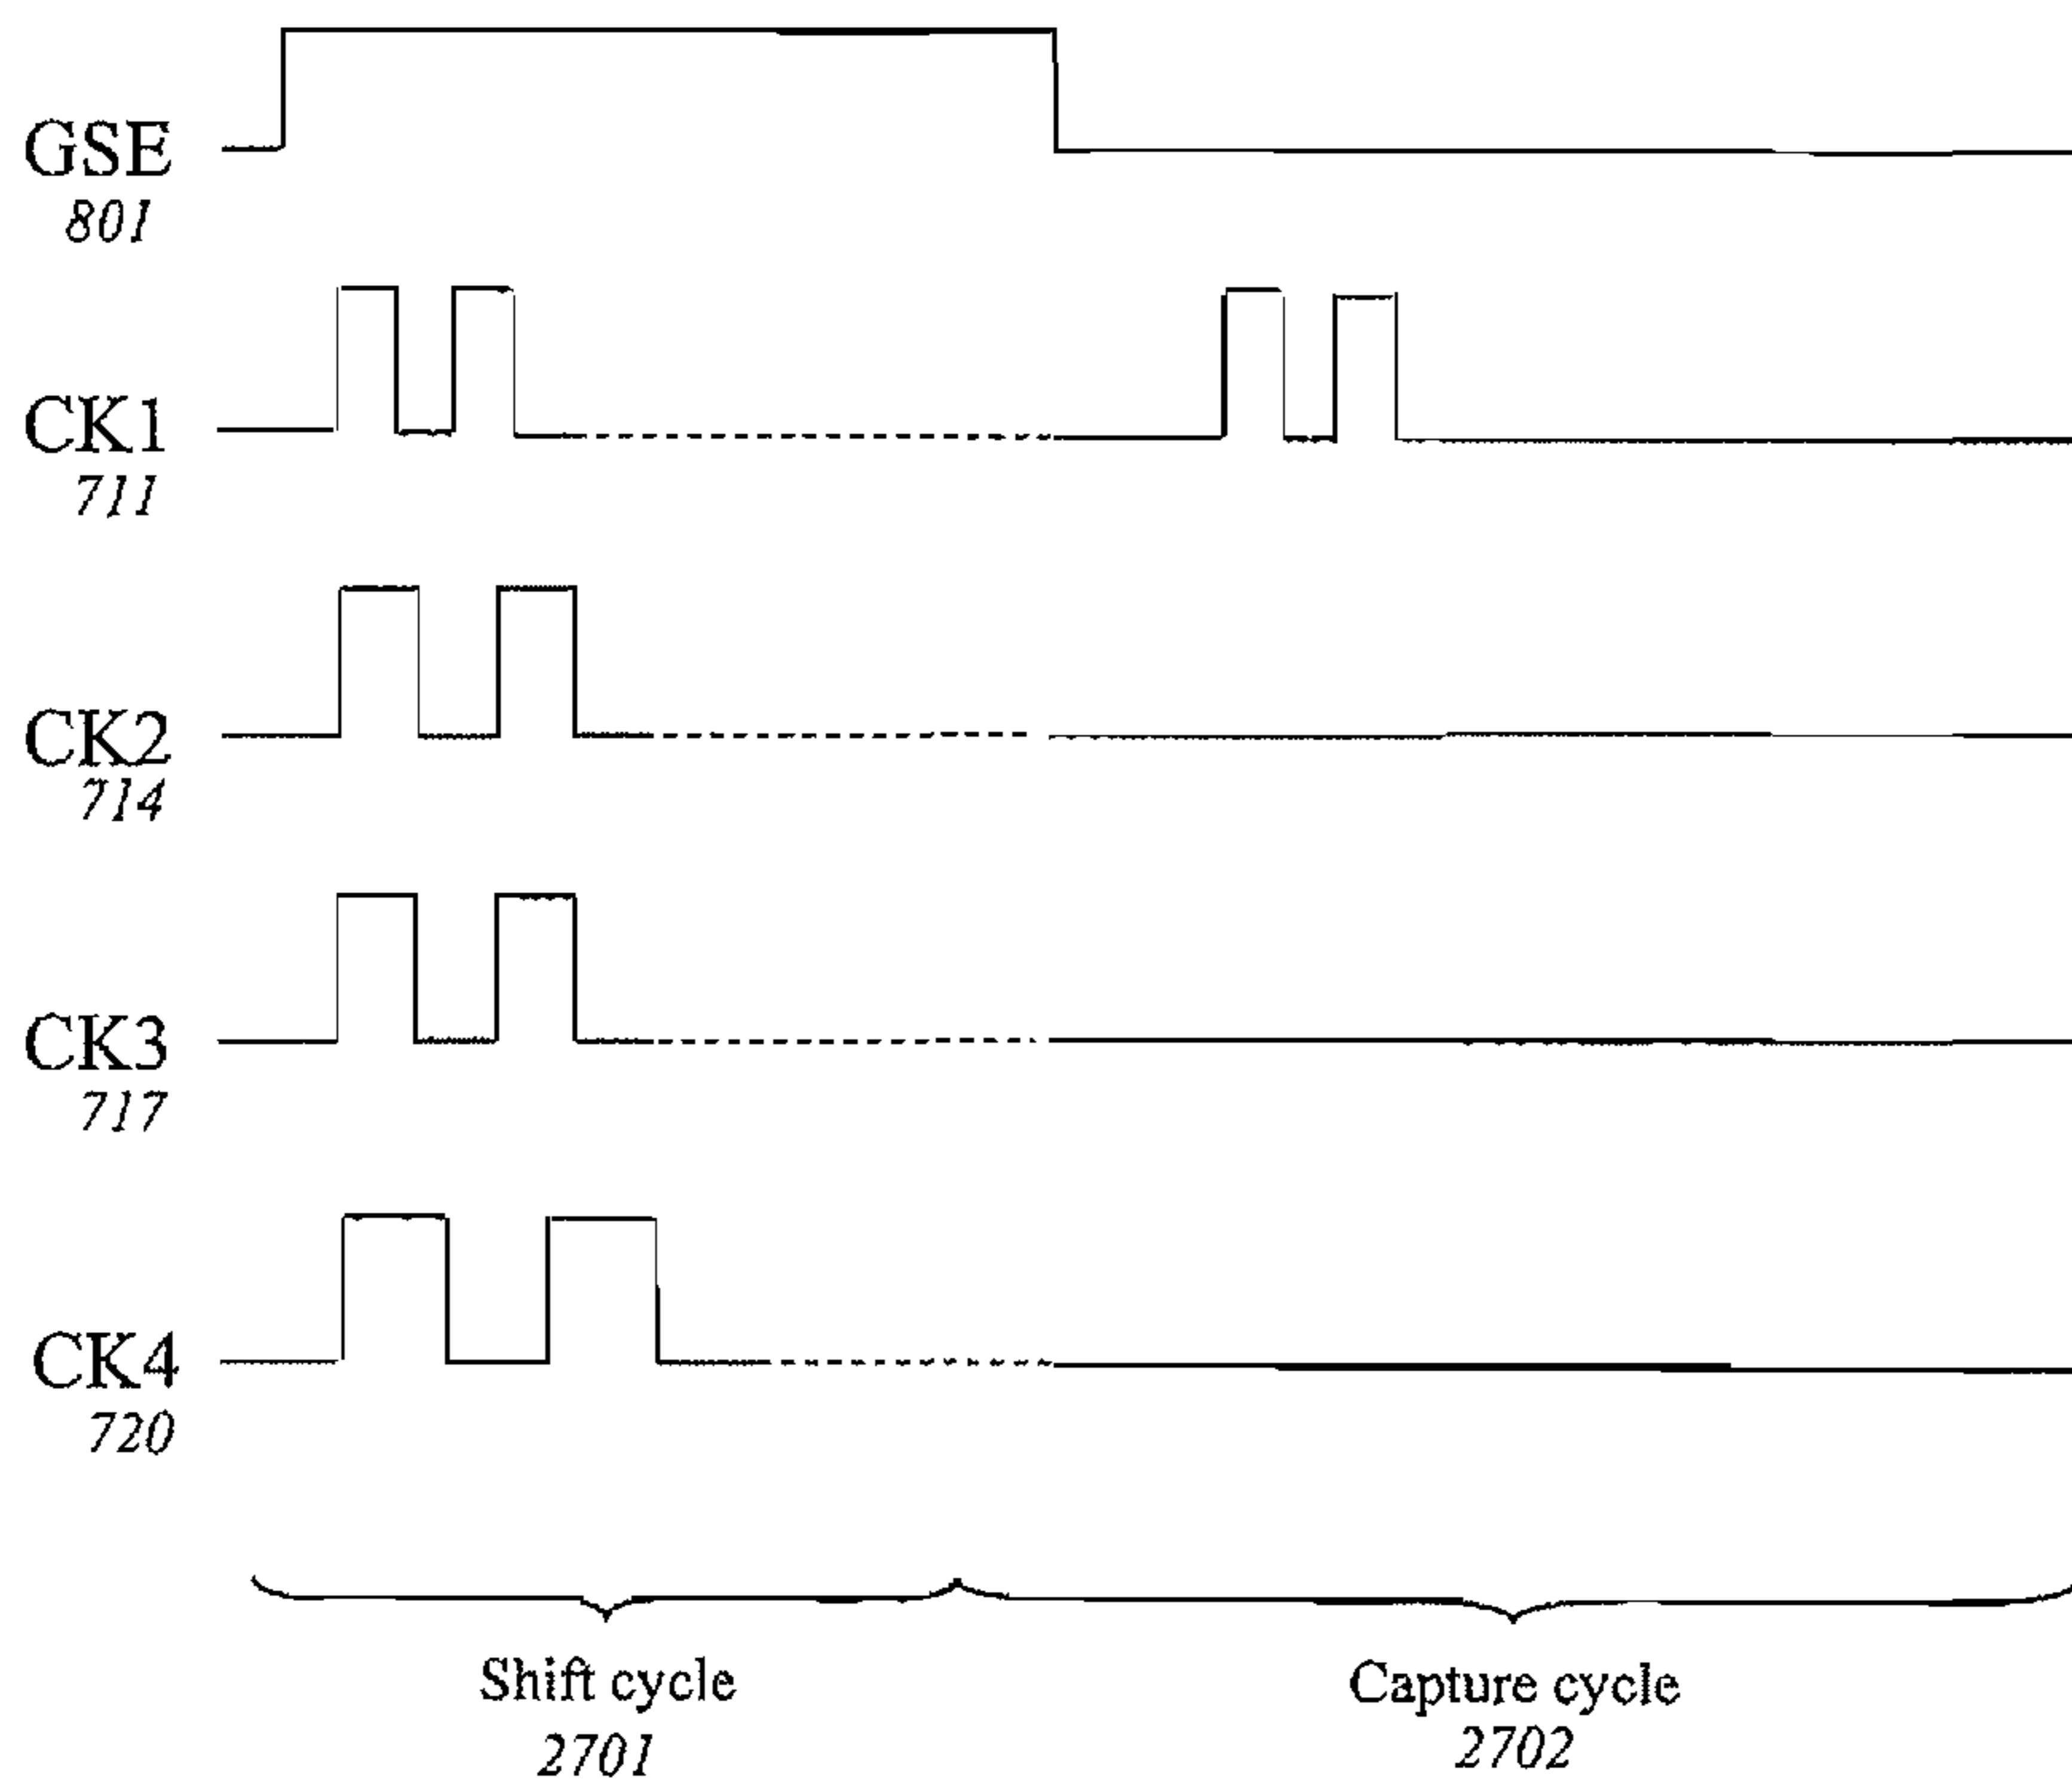 GSE
801
CK1
711
CK2
714
CK3
717
CK4
720
Shift cycle
2701
Capture cycle
2702